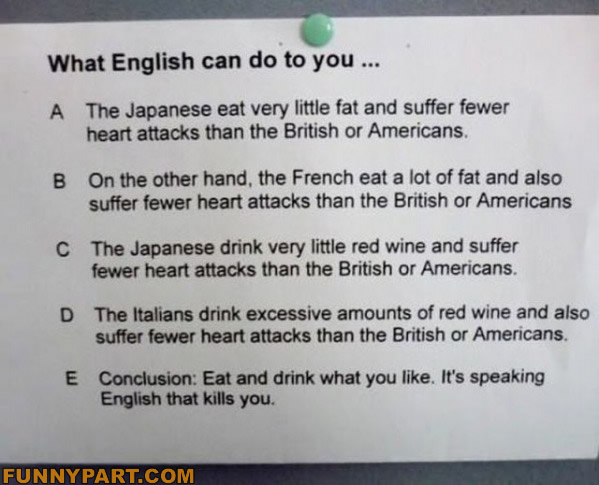 What English can do to you ...
A The Japanese eat very little fat and suffer fewer
heart attacks than the British or Americans.
B On the other hand, the French eat a lot of fat and also
suffer fewer heart attacks than the British or Americans
C The Japanese drink very little red wine and suffer
fewer heart attacks than the British or Americans.
D The Italians drink excessive amounts of red wine and also
suffer fewer heart attacks than the British or Americans.
E Conclusion: Eat and drink what you like. It's speaking
English that kills you.
FUNNYPART.COM